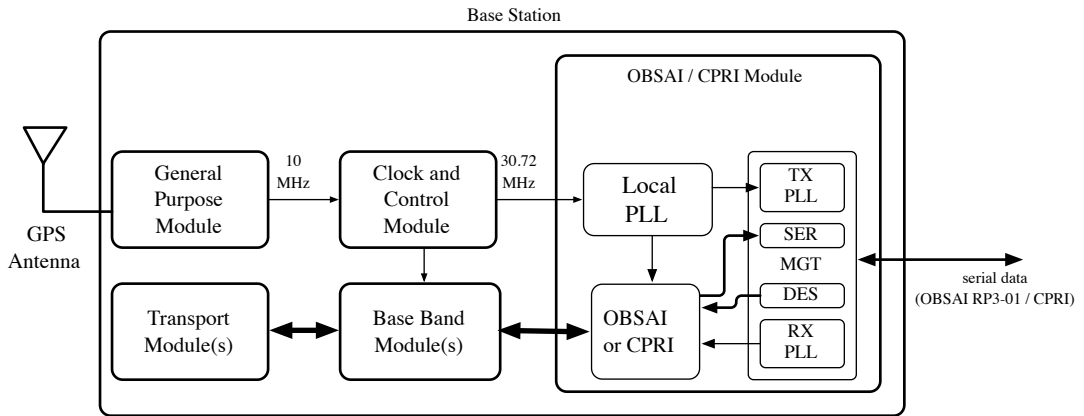 Base Station
OBSAI / CPRI Module
GPS
Antenna
General
Purpose
Module
10
MHz
Clock and
Control
Module
30.72
MHz
Local
PLL
TX
PLL
SER
MGT
DES
RX
PLL
serial data
(OBSAI RP3-01 / CPRI)
Transport
Module(s)
Base Band
Module(s)
OBSAI
or CPRI